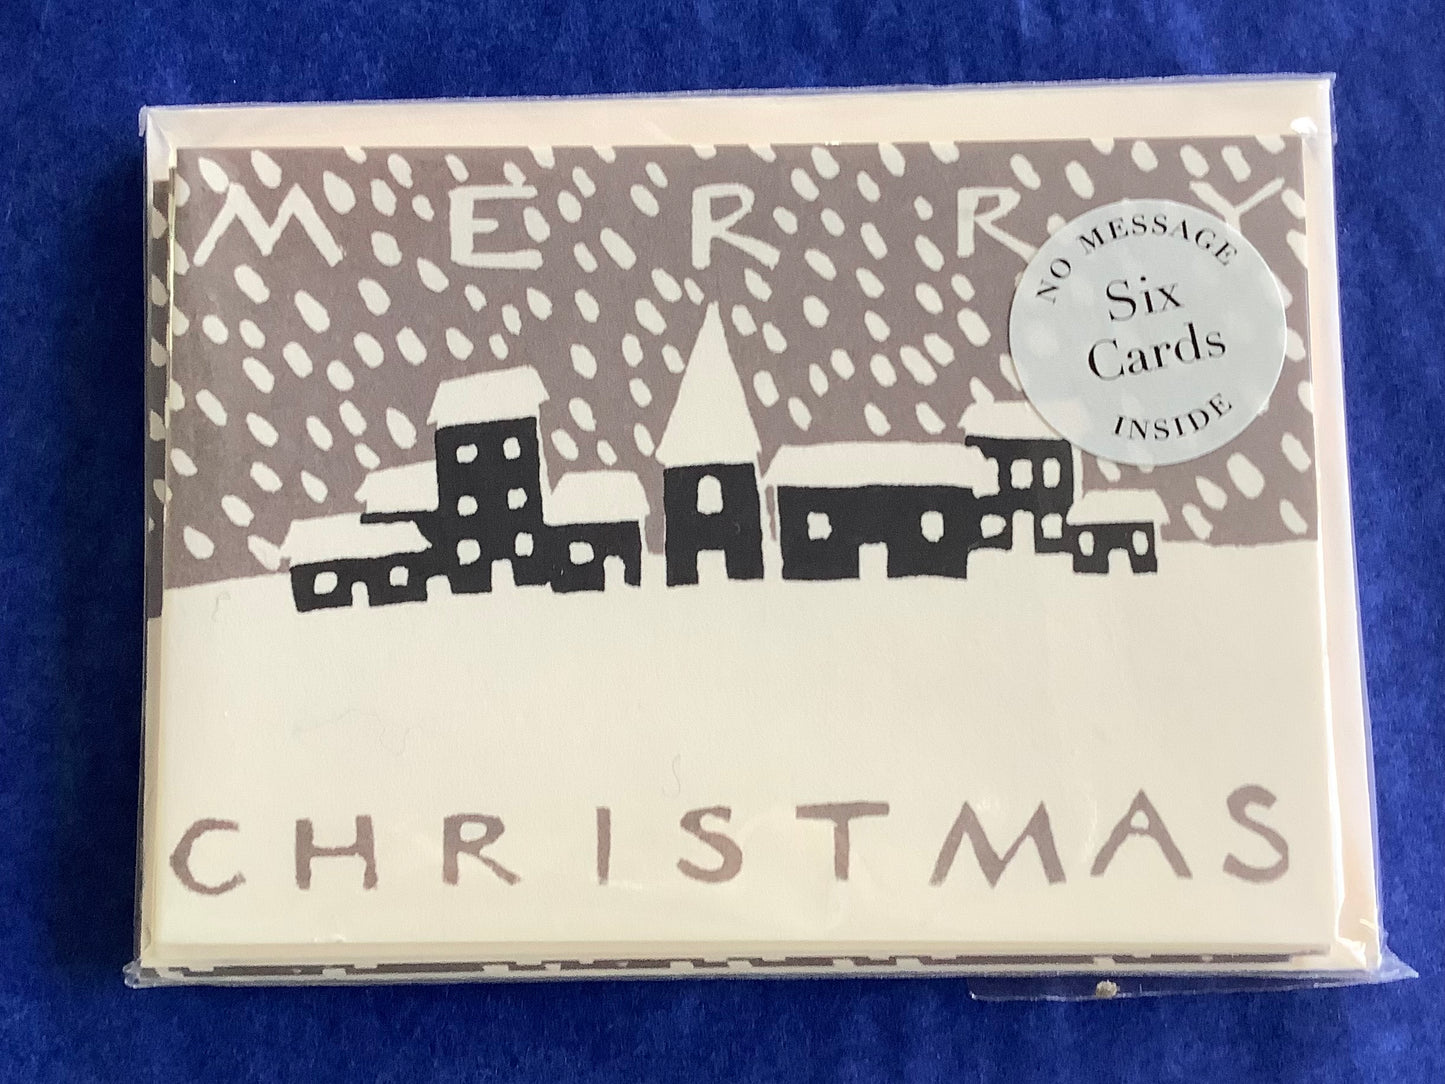 MERRY
NO MESSAGE
Six
Cards
INSIDE
CHRISTMAS